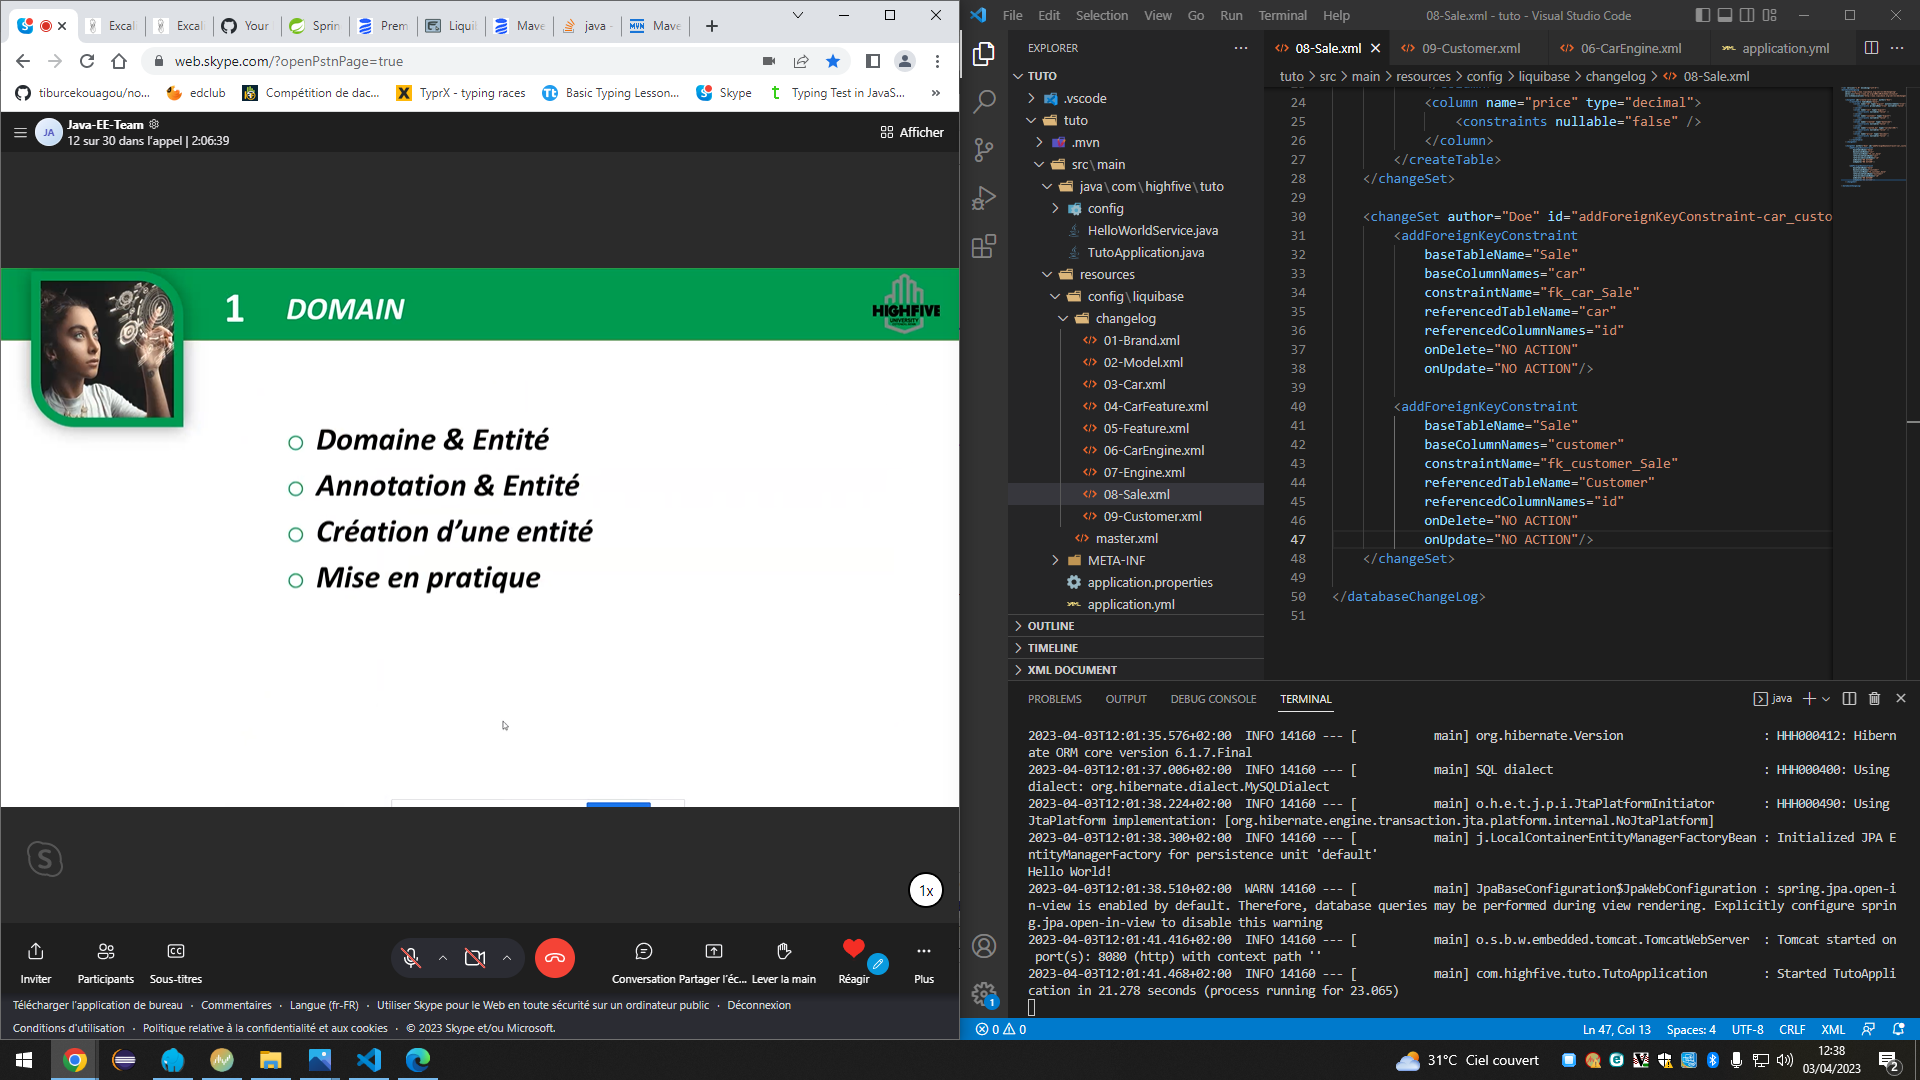 Excali
Excali
Your
Sprin
Prem
Liquil
Mave
java -
Mave
web.skype.com/?openPstnPage=true
tiburcekouagou/no...
edclub
Compétition de dac...
TyprX - typing races
Basic Typing Lesson...
Skype
Typing Test in JavaS...
JA
Java-EE-Team
12 sur 30 dans l'appel | 2:06:39
Afficher
1 DOMAIN
HIGHFIVE
UNIVERSITY
Domaine & Entité
Annotation & Entité
Création d'une entité
Mise en pratique
1x
Inviter
Participants
Sous-titres
Conversation
Partager l'éc...
Lever la main
Réagir
Plus
Télécharger l'application de bureau · Commentaires · Langue (fr-FR) · Utiliser Skype pour le Web en toute sécurité sur un ordinateur public · Déconnexion
Conditions d'utilisation · Politique relative à la confidentialité et aux cookies · © 2023 Skype et/ou Microsoft.
File Edit Selection View Go Run Terminal Help
08-Sale.xml - tuto - Visual Studio Code
EXPLORER
TUTO
.vscode
tuto
.mvn
src\main
java\com\highfive\tuto
config
HelloWorldService.java
TutoApplication.java
resources
config\liquibase
changelog
01-Brand.xml
02-Model.xml
03-Car.xml
04-CarFeature.xml
05-Feature.xml
06-CarEngine.xml
07-Engine.xml
08-Sale.xml
09-Customer.xml
master.xml
META-INF
application.properties
application.yml
OUTLINE
TIMELINE
XML DOCUMENT
08-Sale.xml
09-Customer.xml
06-CarEngine.xml
application.yml
tuto > src > main > resources > config > liquibase > changelog > 08-Sale.xml
24 <column name="price" type="decimal">
25 <constraints nullable="false" />
26 </column>
27 </createTable>
28 </changeSet>
29
30 <changeSet author="Doe" id="addForeignKeyConstraint-car_custo
31 <addForeignKeyConstraint
32 baseTableName="Sale"
33 baseColumnNames="car"
34 constraintName="fk_car_Sale"
35 referencedTableName="car"
36 referencedColumnNames="id"
37 onDelete="NO ACTION"
38 onUpdate="NO ACTION"/>
39
40 <addForeignKeyConstraint
41 baseTableName="Sale"
42 baseColumnNames="customer"
43 constraintName="fk_customer_Sale"
44 referencedTableName="Customer"
45 referencedColumnNames="id"
46 onDelete="NO ACTION"
47 onUpdate="NO ACTION"/>
48 </changeSet>
49
50 </databaseChangeLog>
51
PROBLEMS OUTPUT DEBUG CONSOLE TERMINAL
java
2023-04-03T12:01:35.576+02:00 INFO 14160 --- [ main] org.hibernate.Version : HHH000412: Hibern
ate ORM core version 6.1.7.Final
2023-04-03T12:01:37.006+02:00 INFO 14160 --- [ main] SQL dialect : HHH000400: Using
dialect: org.hibernate.dialect.MySQLDialect
2023-04-03T12:01:38.224+02:00 INFO 14160 --- [ main] o.h.e.t.j.p.i.JtaPlatformInitiator : HHH000490: Using
JtaPlatform implementation: [org.hibernate.engine.transaction.jta.platform.internal.NoJtaPlatform]
2023-04-03T12:01:38.300+02:00 INFO 14160 --- [ main] j.LocalContainerEntityManagerFactoryBean : Initialized JPA E
ntityManagerFactory for persistence unit 'default'
Hello World!
2023-04-03T12:01:38.510+02:00 WARN 14160 --- [ main] JpaBaseConfiguration$JpaWebConfiguration : spring.jpa.open-i
n-view is enabled by default. Therefore, database queries may be performed during view rendering. Explicitly configure sprin
g.jpa.open-in-view to disable this warning
2023-04-03T12:01:41.416+02:00 INFO 14160 --- [ main] o.s.b.w.embedded.tomcat.TomcatWebServer : Tomcat started on
port(s): 8080 (http) with context path ''
2023-04-03T12:01:41.468+02:00 INFO 14160 --- [ main] com.highfive.tuto.TutoApplication : Started TutoAppli
cation in 21.278 seconds (process running for 23.065)
1
0 0
Ln 47, Col 13
Spaces: 4
UTF-8
CRLF
XML
31°C Ciel couvert
12:38
03/04/2023
2